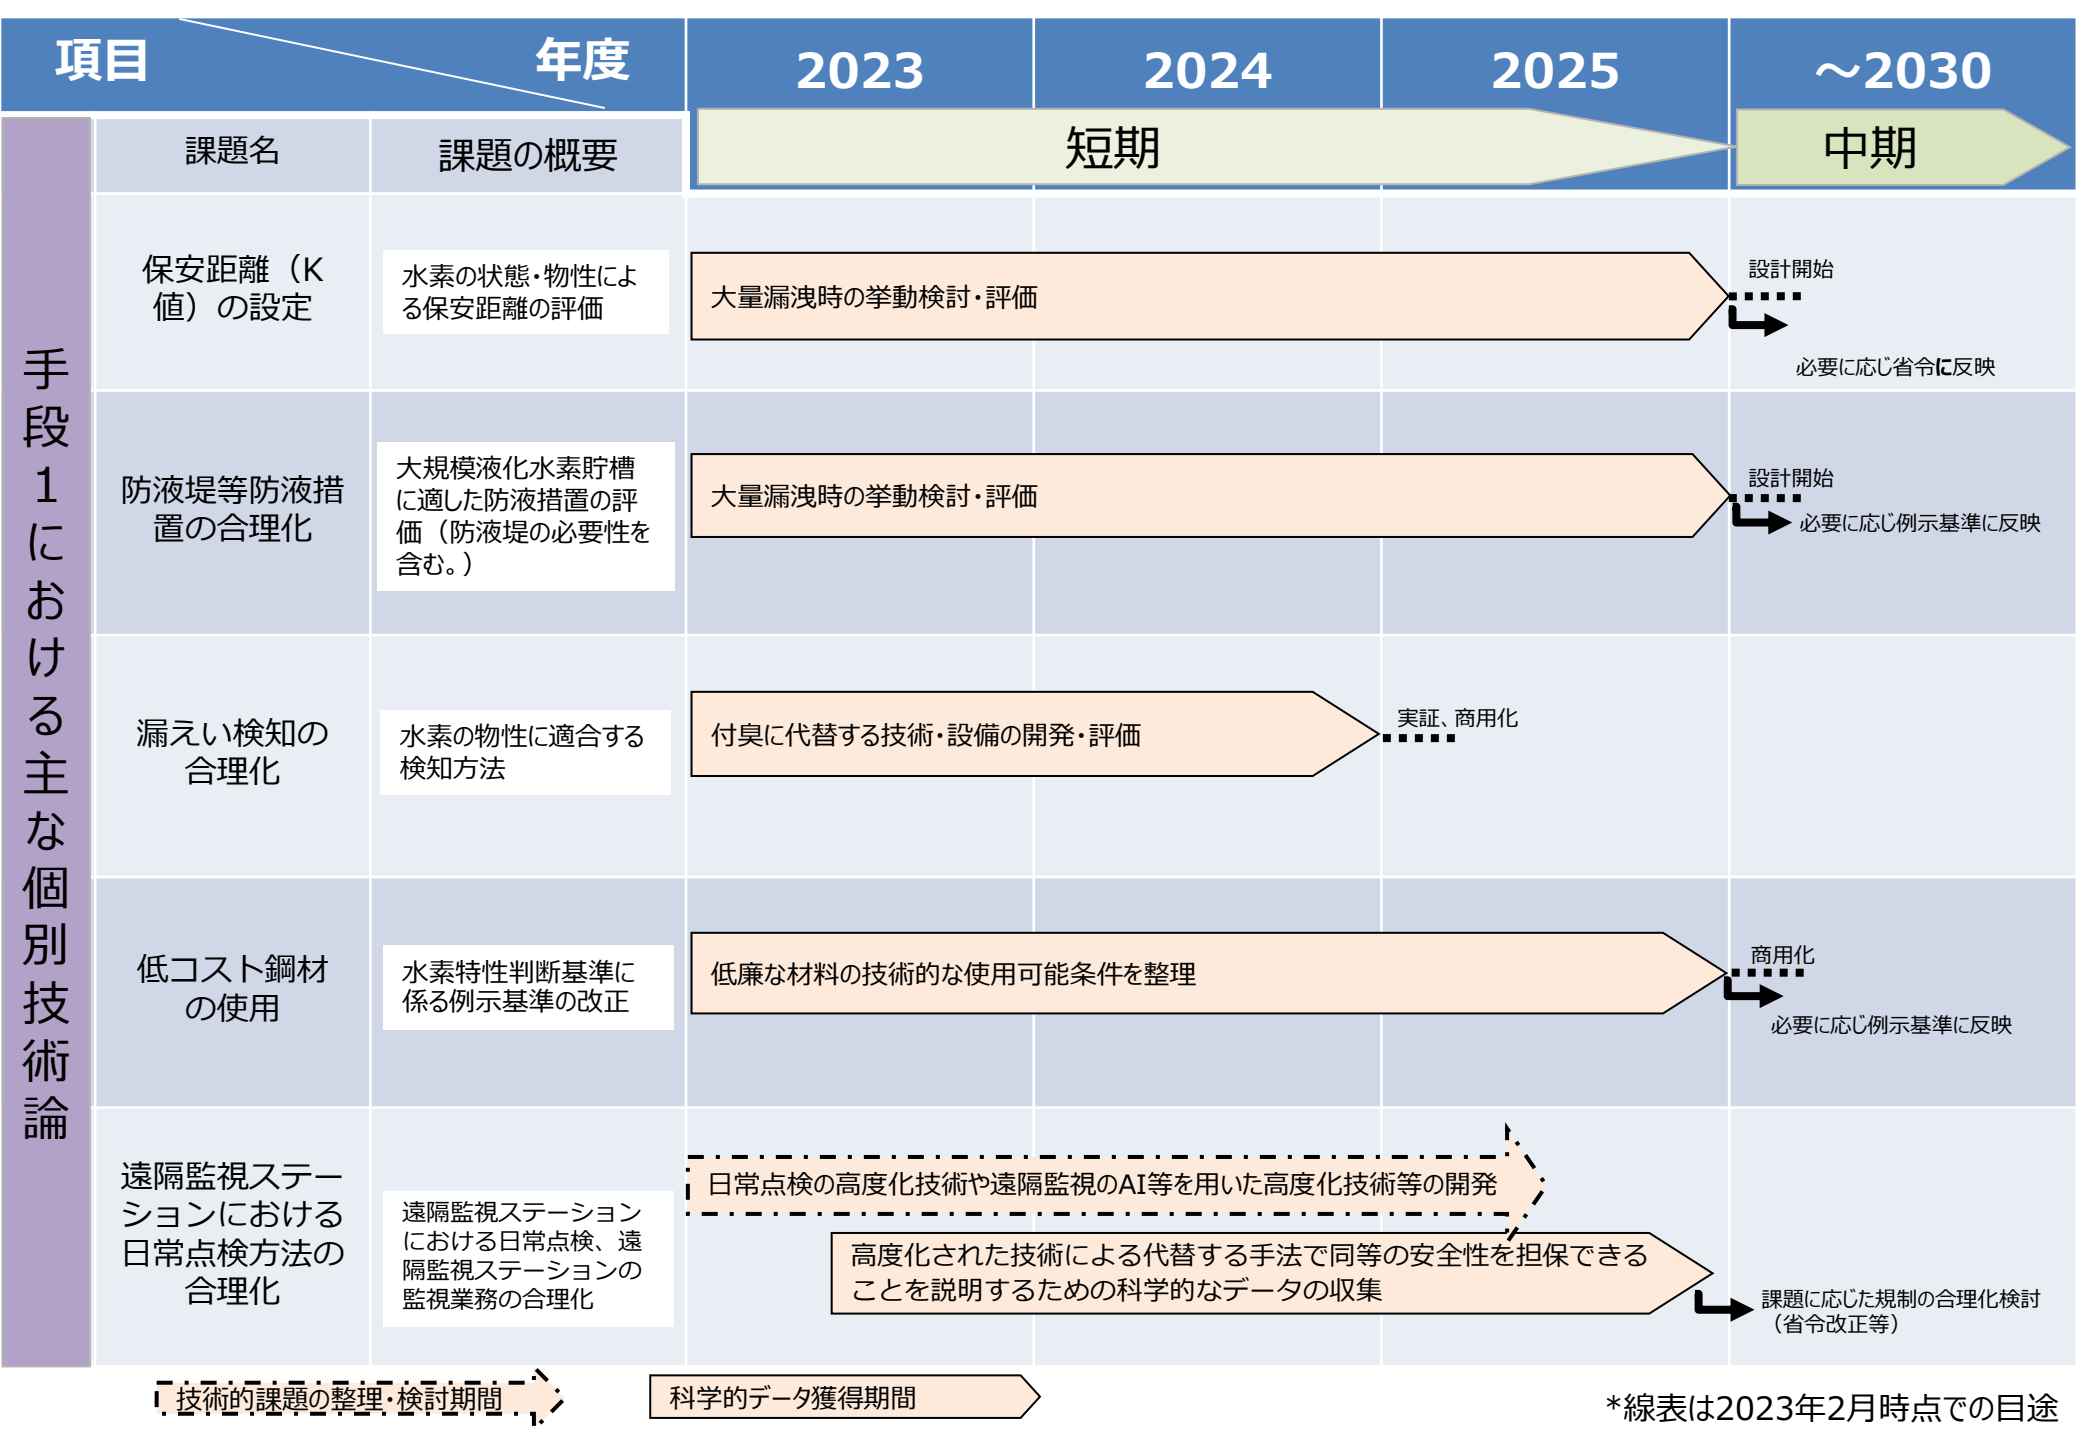 項目
年度
2023
2024
2025
～2030
短期
中期
課題名
課題の概要
手段1における主な個別技術論
保安距離（K
値）の設定
水素の状態・物性によ
る保安距離の評価
大量漏洩時の挙動検討・評価
設計開始
必要に応じ省令に反映
防液堤等防液措
置の合理化
大規模液化水素貯槽
に適した防液措置の評
価（防液堤の必要性を
含む。）
大量漏洩時の挙動検討・評価
設計開始
必要に応じ例示基準に反映
漏えい検知の
合理化
水素の物性に適合する
検知方法
付臭に代替する技術・設備の開発・評価
実証、商用化
低コスト鋼材
の使用
水素特性判断基準に
係る例示基準の改正
低廉な材料の技術的な使用可能条件を整理
商用化
必要に応じ例示基準に反映
遠隔監視ステー
ションにおける
日常点検方法の
合理化
遠隔監視ステーション
における日常点検、遠
隔監視ステーションの
監視業務の合理化
日常点検の高度化技術や遠隔監視のAI等を用いた高度化技術等の開発
高度化された技術による代替する手法で同等の安全性を担保できる
ことを説明するための科学的なデータの収集
課題に応じた規制の合理化検討
（省令改正等）
技術的課題の整理・検討期間
科学的データ獲得期間
*線表は2023年2月時点での目途